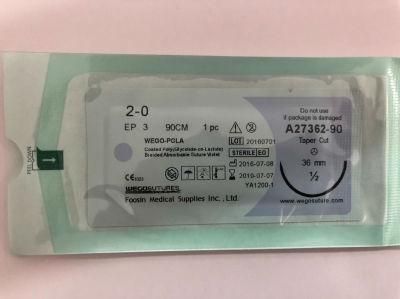 PEEL DOWN
2-0
EP 3 90CM 1 pc
WEGO-PGLA
Coated Poly(Glycolide-co-Lactide)
Braided Absorbable Suture Violet
REF
LOT 20160701
STERILE EO
2016-07-08
2019-07-07
YA1200-1
WEGOSUTURES
Foosin Medical Supplies Inc., Ltd.
Do not use
if package is damaged
A27362-90
Taper Cut
36 mm
½
www.wegosuture.com